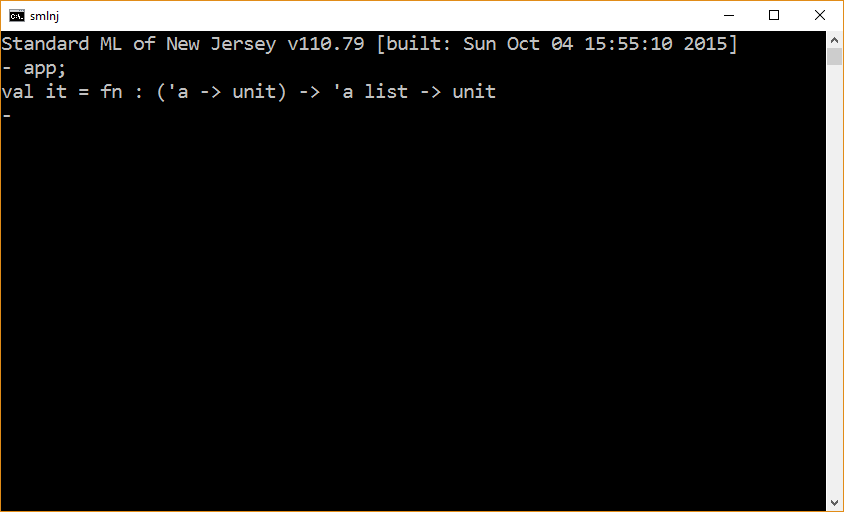 smlnj
Standard ML of New Jersey v110.79 [built: Sun Oct 04 15:55:10 2015]
- app;
val it = fn : ('a -> unit) -> 'a list -> unit
-